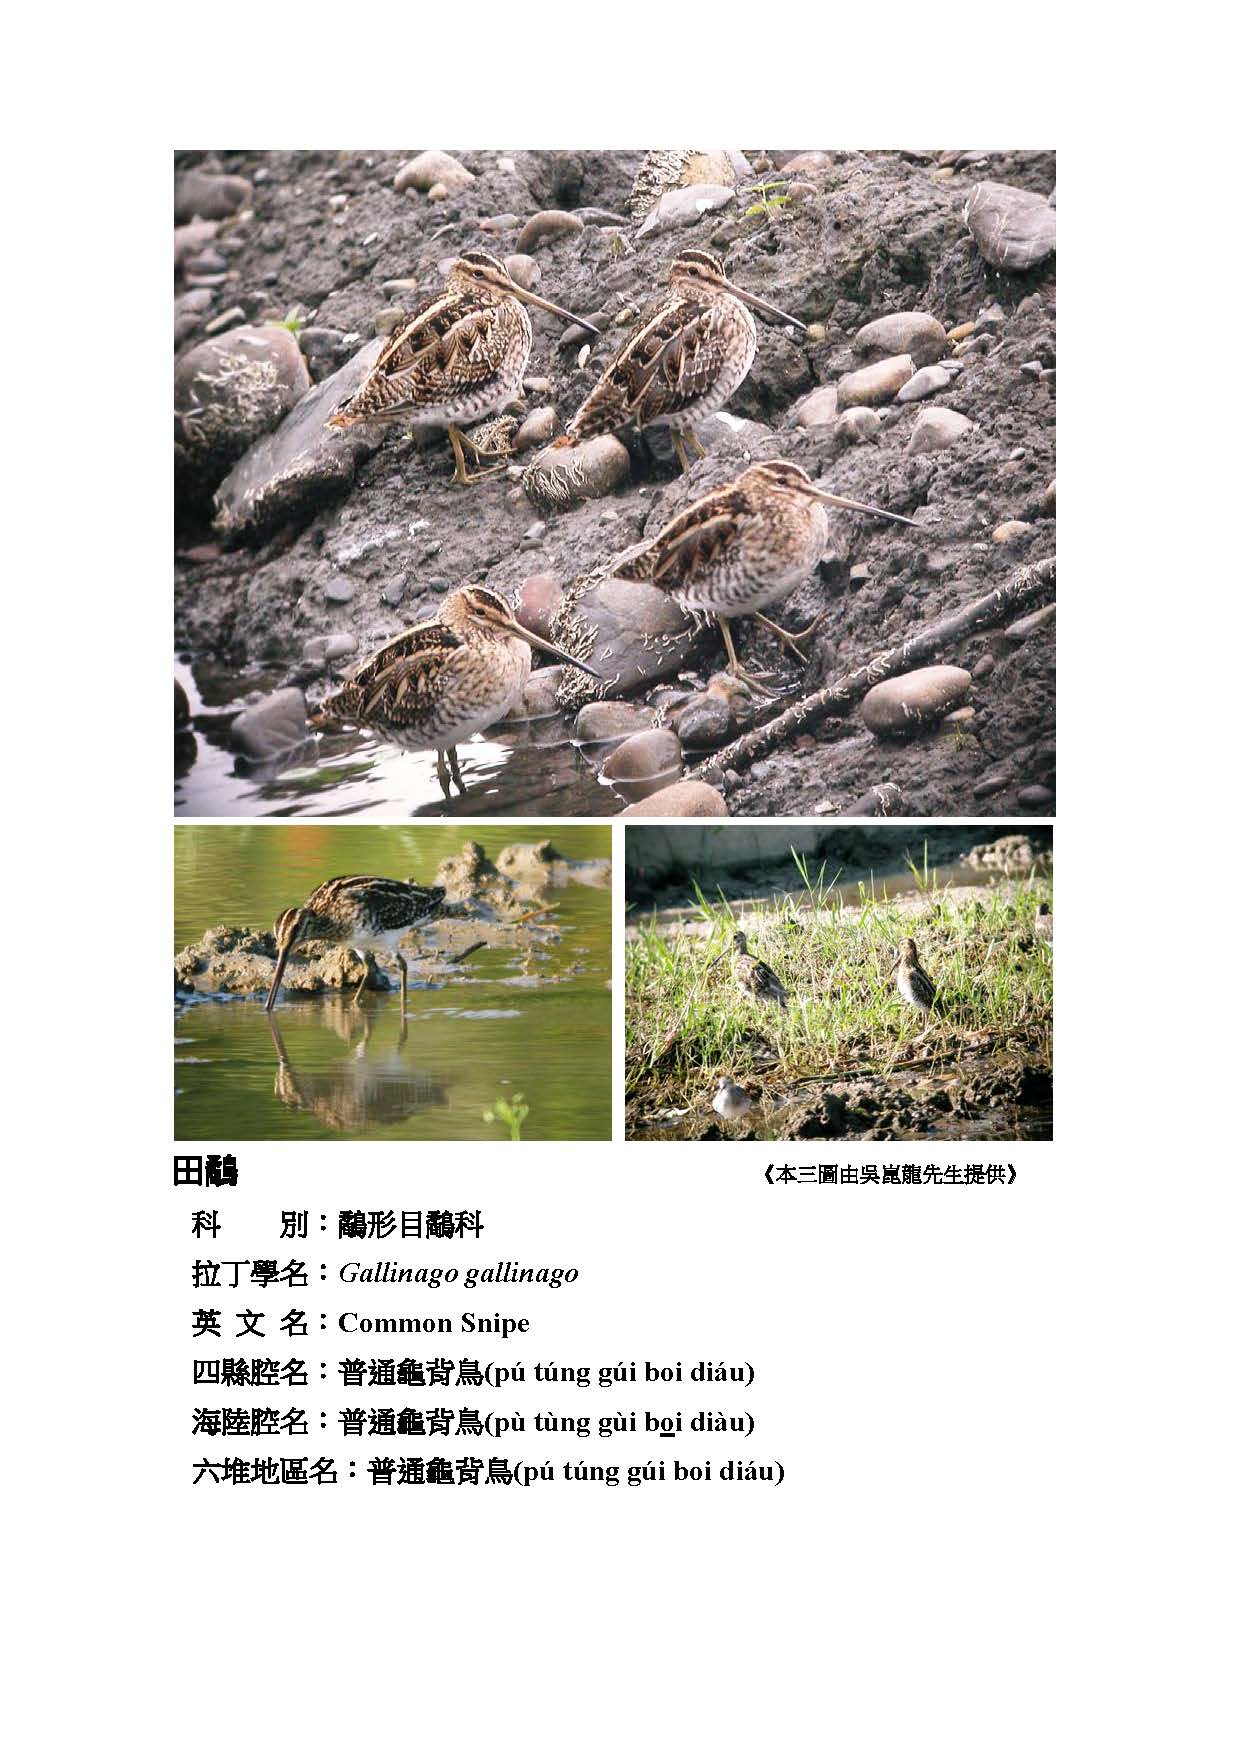 田鷸 《本三圖由吳崑龍先生提供》
科 別：鷸形目鷸科
拉丁學名：Gallinago gallinago
英 文 名：Common Snipe
四縣腔名：普通龜背鳥(pú túng gúi boi diáu)
海陸腔名：普通龜背鳥(pù tùng gùi bo̲i diàu)
六堆地區名：普通龜背鳥(pú túng gúi boi diáu)